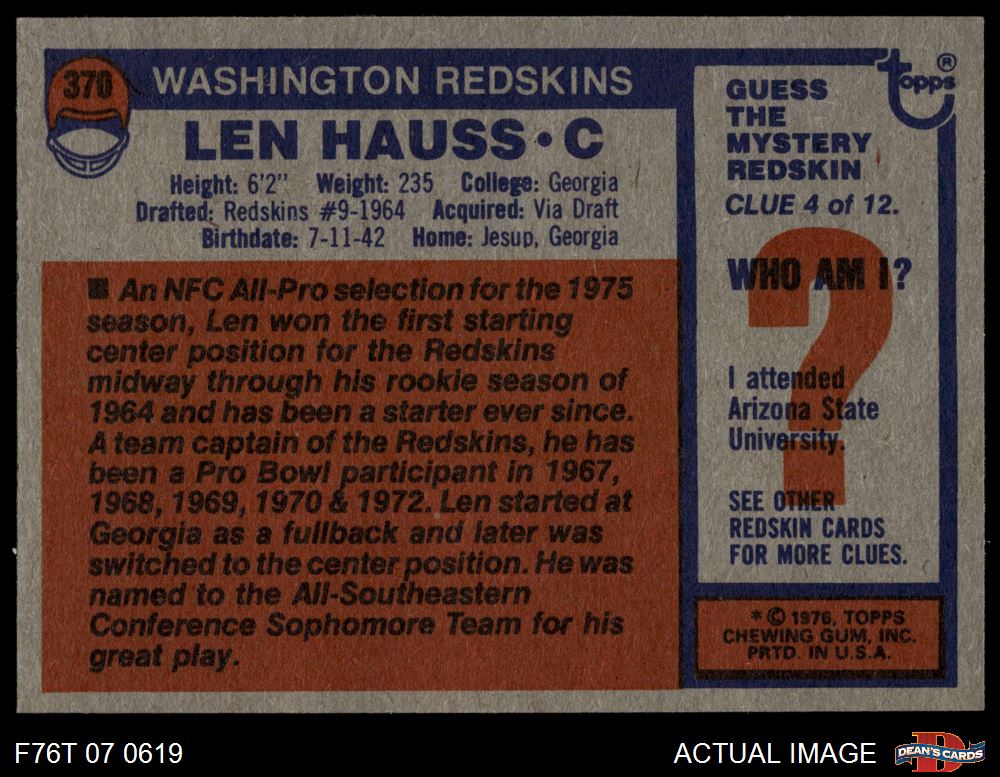 370
WASHINGTON REDSKINS
LEN HAUSS • C
Height: 6'2" Weight: 235 College: Georgia
Drafted: Redskins #9-1964 Acquired: Via Draft
Birthdate: 7-11-42 Home: Jesup, Georgia
■ An NFC All-Pro selection for the 1975
season, Len won the first starting
center position for the Redskins
midway through his rookie season of
1964 and has been a starter ever since.
A team captain of the Redskins, he has
been a Pro Bowl participant in 1967,
1968, 1969, 1970 & 1972. Len started at
Georgia as a fullback and later was
switched to the center position. He was
named to the All-Southeastern
Conference Sophomore Team for his
great play.
topps®
GUESS
THE
MYSTERY
REDSKIN
CLUE 4 of 12.
?
WHO AM I?
I attended
Arizona State
University.
SEE OTHER
REDSKIN CARDS
FOR MORE CLUES.
* © 1976, TOPPS
CHEWING GUM, INC.
PRTD. IN U.S.A.
F76T 07 0619
ACTUAL IMAGE
D
DEAN'S CARDS